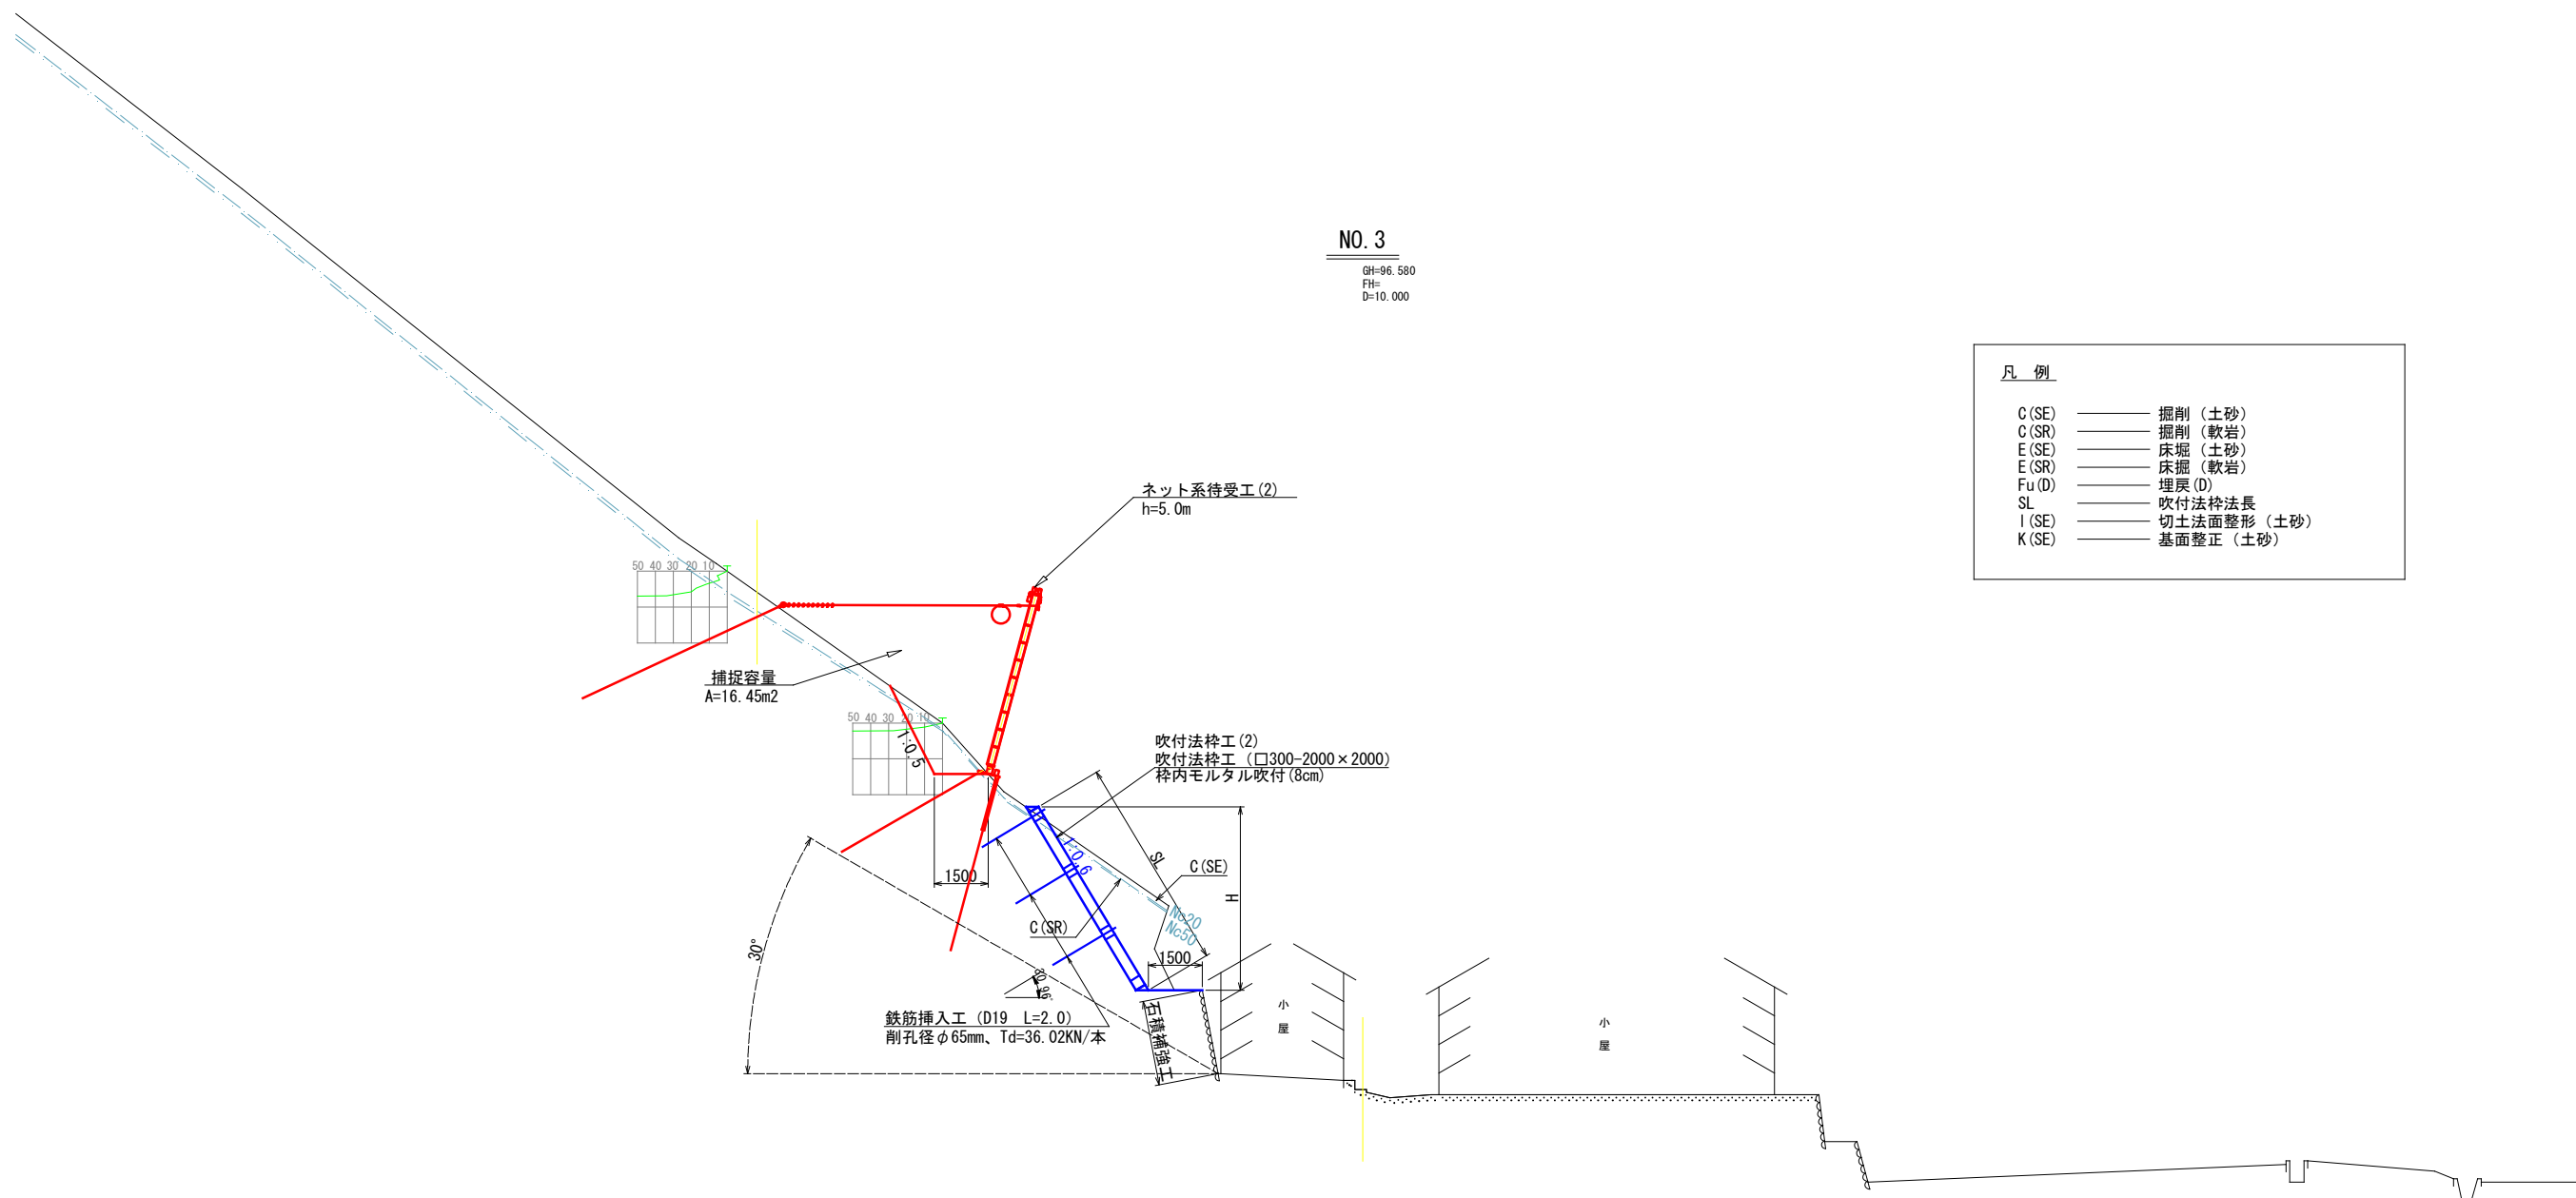 NO.3
GH=96.580
FH=
D=10.000
凡 例
C(SE) 掘削（土砂）
C(SR) 掘削（軟岩）
E(SE) 床堀（土砂）
E(SR) 床掘（軟岩）
Fu(D) 埋戻(D)
SL 吹付法枠法長
I(SE) 切土法面整形（土砂）
K(SE) 基面整正（土砂）
ネット系待受工(2)
h=5.0m
50 40 30 20 10
捕捉容量
A=16.45m2
50 40 30 20 10
1:0.5
吹付法枠工(2)
吹付法枠工（□300-2000×2000）
枠内モルタル吹付(8cm)
1:0.6
SL
C(SE)
H
1500
C(SR)
Nc20
Nc50
30°
1500
30.96°
鉄筋挿入工（D19 L=2.0）
削孔径φ65mm、Td=36.02KN/本
石積補強工
小屋
小屋